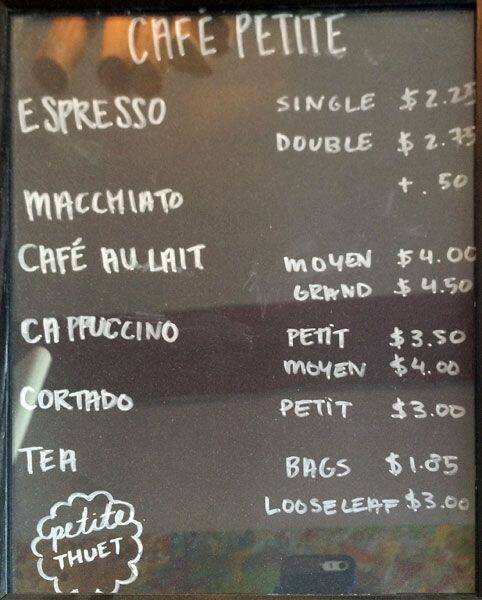 CAFÉ PETITE
ESPRESSO SINGLE $2.25
DOUBLE $2.75
MACCHIATO +.50
CAFÉ AU LAIT MOYEN $4.00
GRAND $4.50
CAPPUCCINO PETIT $3.50
MOYEN $4.00
CORTADO PETIT $3.00
TEA BAGS $1.85
LOOSELEAF $3.00
petite
THUET